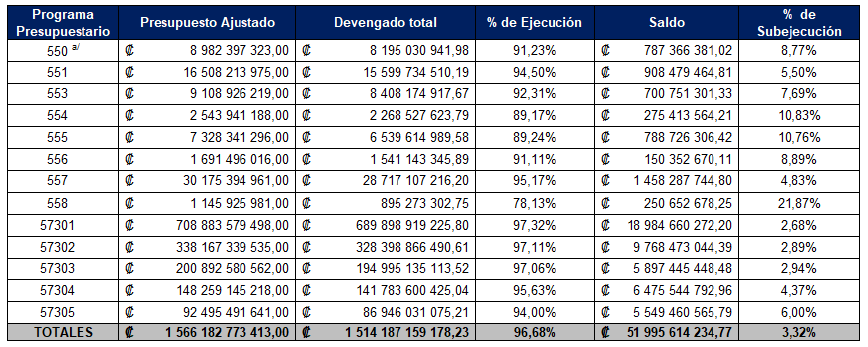 Programa Presupuestario Presupuesto Ajustado Devengado total % de Ejecución Saldo % de Subejecución
550 a/ ₡ 8 982 397 323,00 ₡ 8 195 030 941,98 91,23% ₡ 787 366 381,02 8,77%
551 ₡ 16 508 213 975,00 ₡ 15 599 734 510,19 94,50% ₡ 908 479 464,81 5,50%
553 ₡ 9 108 926 219,00 ₡ 8 408 174 917,67 92,31% ₡ 700 751 301,33 7,69%
554 ₡ 2 543 941 188,00 ₡ 2 268 527 623,79 89,17% ₡ 275 413 564,21 10,83%
555 ₡ 7 328 341 296,00 ₡ 6 539 614 989,58 89,24% ₡ 788 726 306,42 10,76%
556 ₡ 1 691 496 016,00 ₡ 1 541 143 345,89 91,11% ₡ 150 352 670,11 8,89%
557 ₡ 30 175 394 961,00 ₡ 28 717 107 216,20 95,17% ₡ 1 458 287 744,80 4,83%
558 ₡ 1 145 925 981,00 ₡ 895 273 302,75 78,13% ₡ 250 652 678,25 21,87%
57301 ₡ 708 883 579 498,00 ₡ 689 898 919 225,80 97,32% ₡ 18 984 660 272,20 2,68%
57302 ₡ 338 167 339 535,00 ₡ 328 398 866 490,61 97,11% ₡ 9 768 473 044,39 2,89%
57303 ₡ 200 892 580 562,00 ₡ 194 995 135 113,52 97,06% ₡ 5 897 445 448,48 2,94%
57304 ₡ 148 259 145 218,00 ₡ 141 783 600 425,04 95,63% ₡ 6 475 544 792,96 4,37%
57305 ₡ 92 495 491 641,00 ₡ 86 946 031 075,21 94,00% ₡ 5 549 460 565,79 6,00%
TOTALES ₡ 1 566 182 773 413,00 ₡ 1 514 187 159 178,23 96,68% ₡ 51 995 614 234,77 3,32%